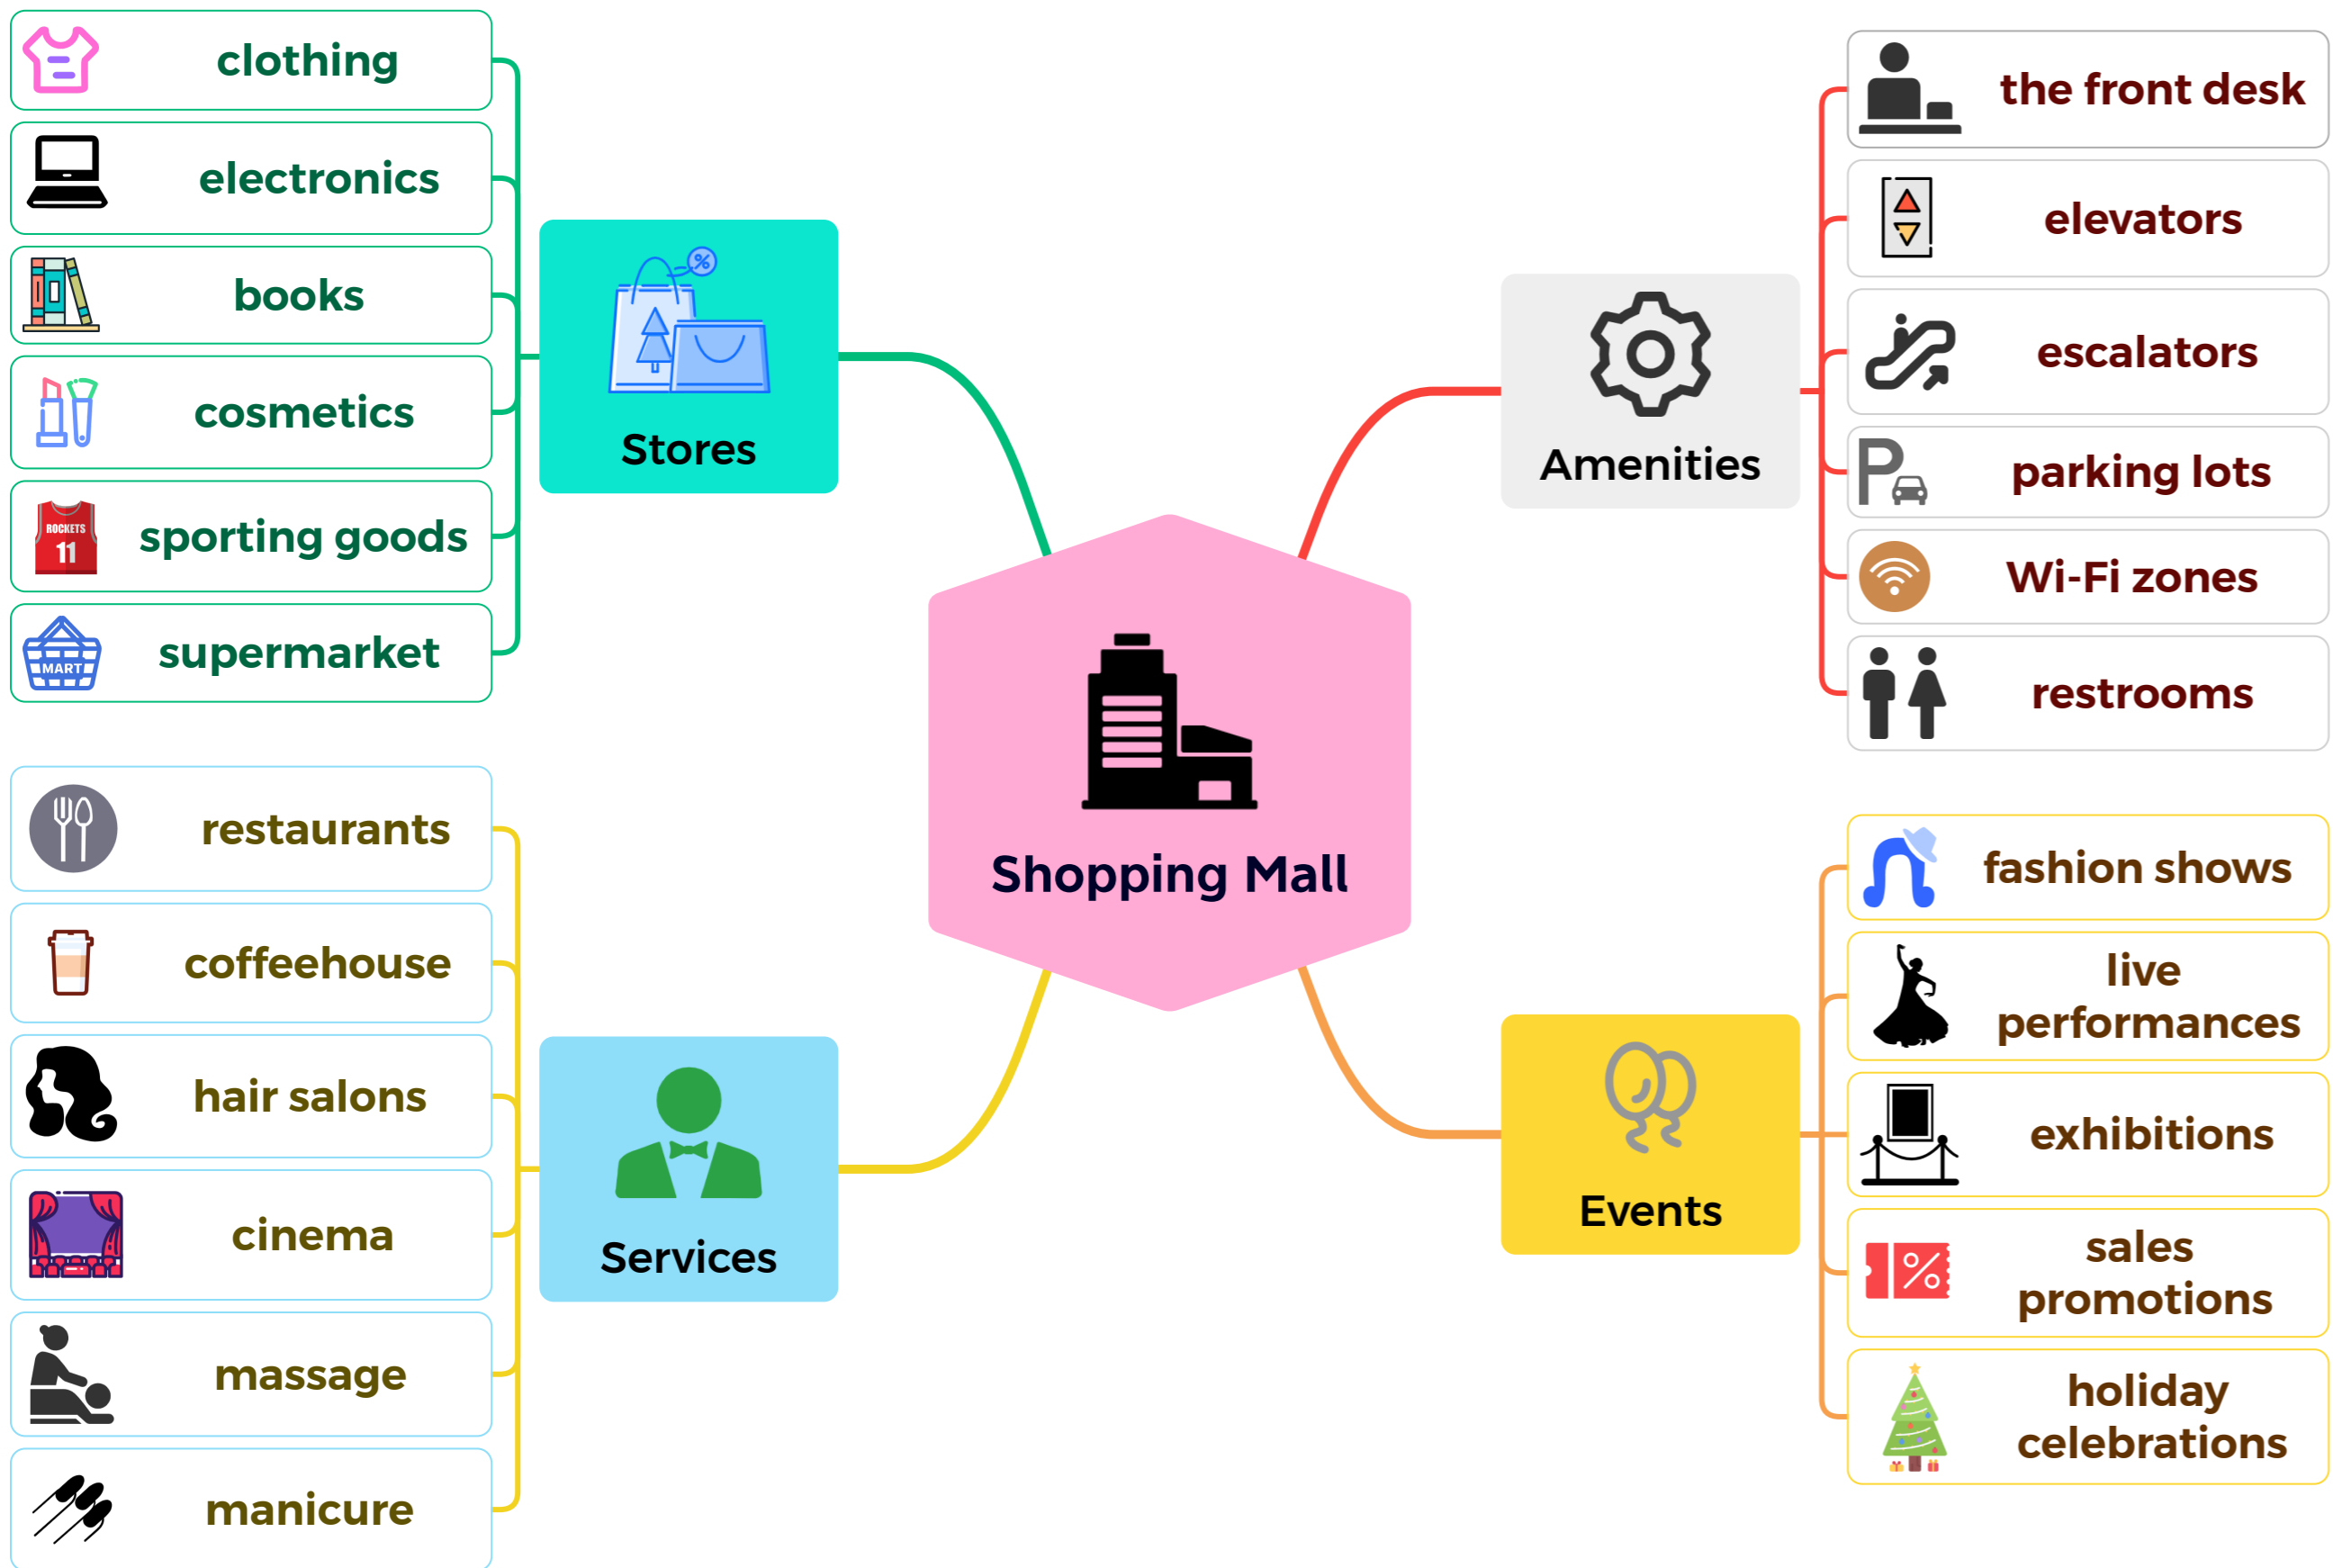 Shopping Mall
Stores
clothing
electronics
books
cosmetics
ROCKETS
11
sporting goods
MART
supermarket
Services
restaurants
coffeehouse
hair salons
cinema
massage
manicure
Amenities
the front desk
elevators
escalators
P
parking lots
Wi-Fi zones
restrooms
Events
fashion shows
live
performances
exhibitions
sales
promotions
holiday
celebrations